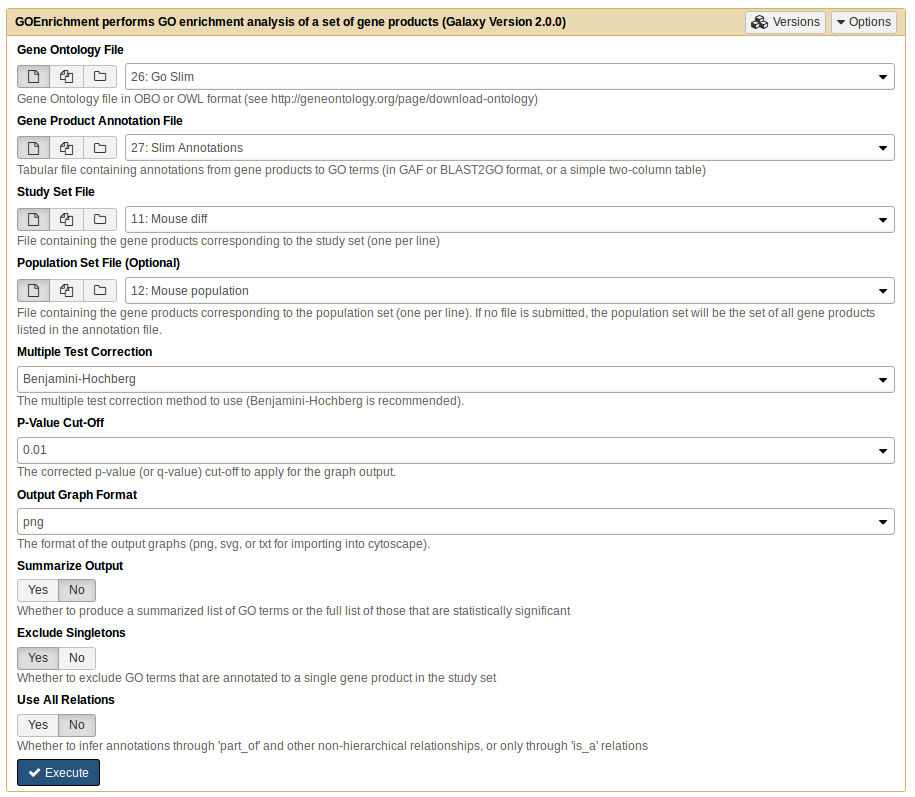 GOEnrichment performs GO enrichment analysis of a set of gene products (Galaxy Version 2.0.0)
Versions
Options
Gene Ontology File
26: Go Slim
Gene Ontology file in OBO or OWL format (see http://geneontology.org/page/download-ontology)
Gene Product Annotation File
27: Slim Annotations
Tabular file containing annotations from gene products to GO terms (in GAF or BLAST2GO format, or a simple two-column table)
Study Set File
11: Mouse diff
File containing the gene products corresponding to the study set (one per line)
Population Set File (Optional)
12: Mouse population
File containing the gene products corresponding to the population set (one per line). If no file is submitted, the population set will be the set of all gene products
listed in the annotation file.
Multiple Test Correction
Benjamini-Hochberg
The multiple test correction method to use (Benjamini-Hochberg is recommended).
P-Value Cut-Off
0.01
The corrected p-value (or q-value) cut-off to apply for the graph output.
Output Graph Format
png
The format of the output graphs (png, svg, or txt for importing into cytoscape).
Summarize Output
Yes No
Whether to produce a summarized list of GO terms or the full list of those that are statistically significant
Exclude Singletons
Yes No
Whether to exclude GO terms that are annotated to a single gene product in the study set
Use All Relations
Yes No
Whether to infer annotations through 'part_of' and other non-hierarchical relationships, or only through 'is_a' relations
Execute